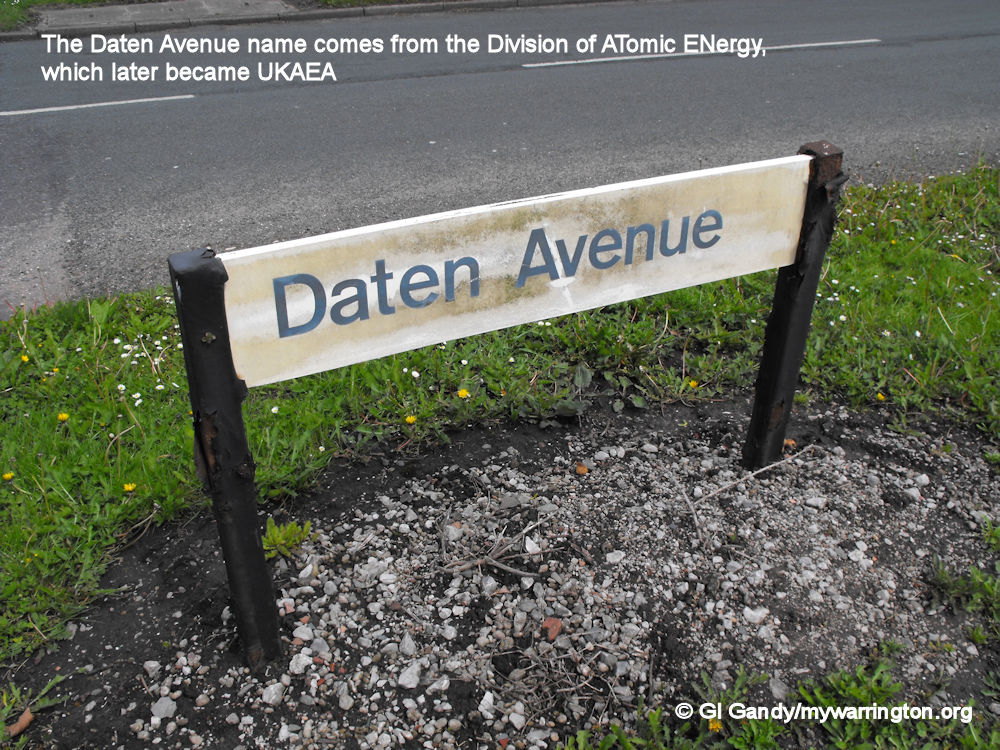 The Daten Avenue name comes from the Division of ATomic ENergy,
which later became UKAEA
Daten Avenue
© GI Gandy/mywarrington.org